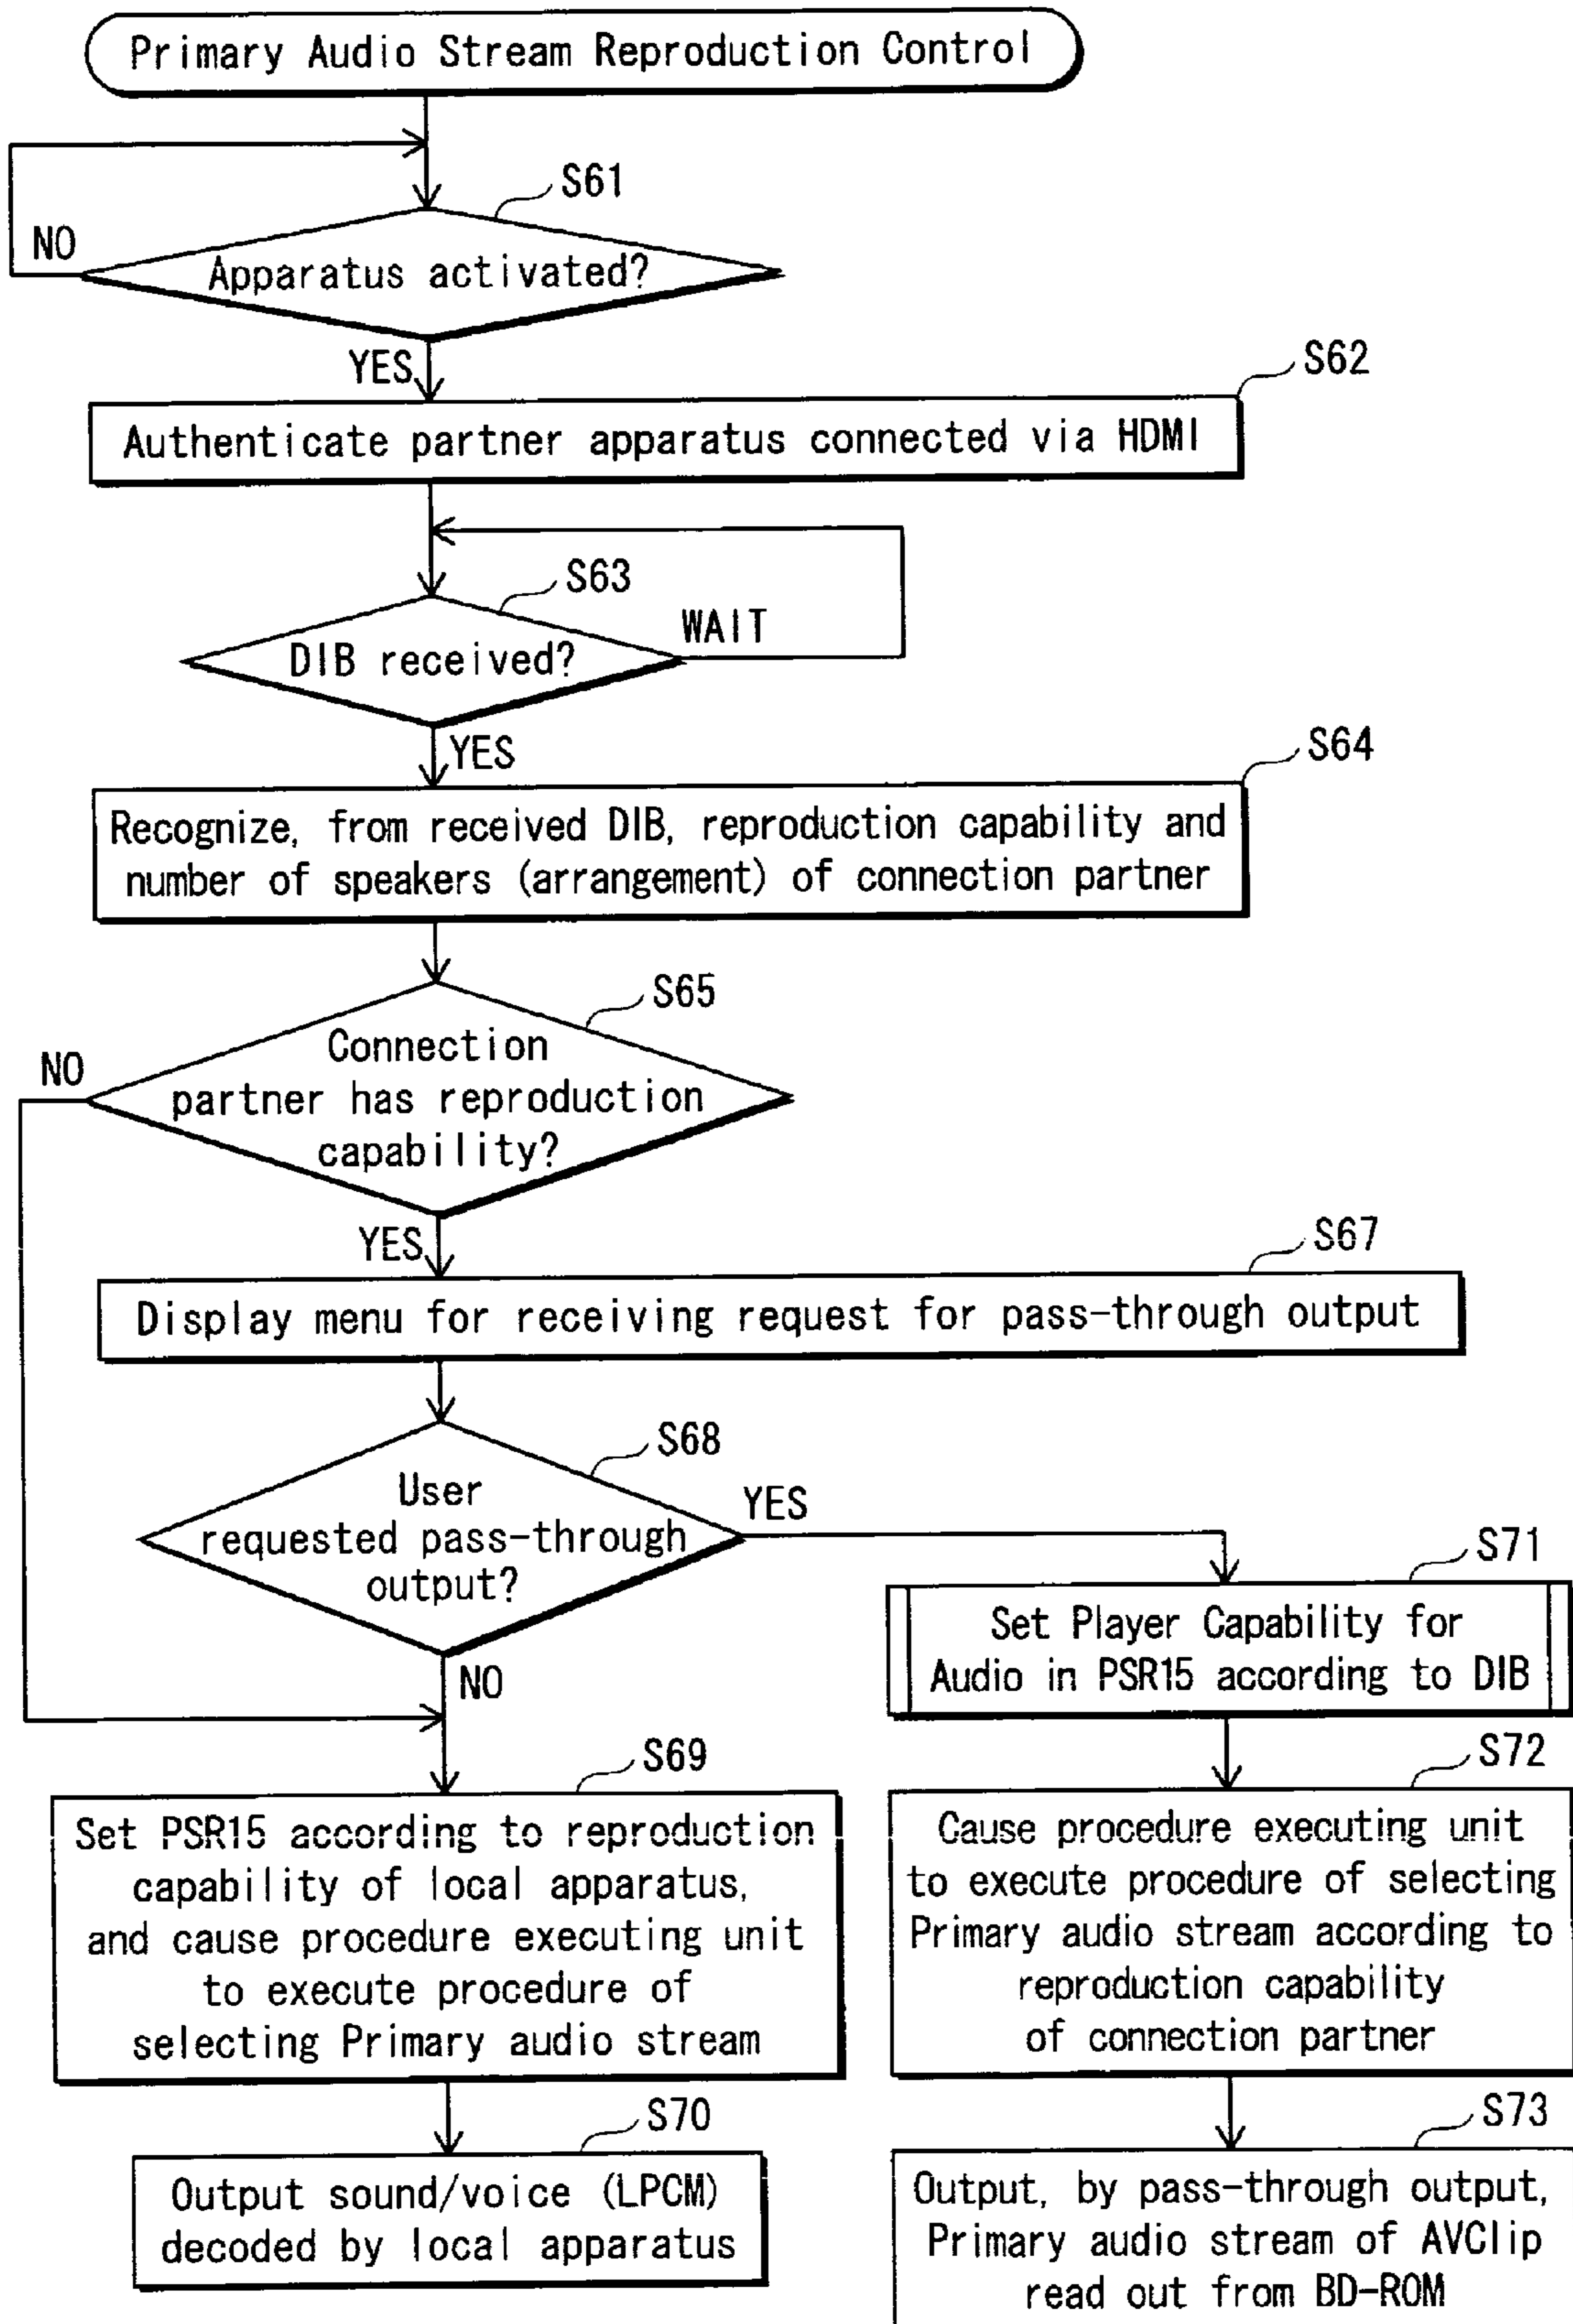 Primary Audio Stream Reproduction Control
S61
NO
Apparatus activated?
YES
S62
Authenticate partner apparatus connected via HDMI
S63
WAIT
DIB received?
YES
S64
Recognize, from received DIB, reproduction capability and
number of speakers (arrangement) of connection partner
S65
NO
Connection
partner has reproduction
capability?
YES
S67
Display menu for receiving request for pass-through output
S68
User
requested pass-through
output?
YES
NO
S71
Set Player Capability for
Audio in PSR15 according to DIB
S69
Set PSR15 according to reproduction
capability of local apparatus,
and cause procedure executing unit
to execute procedure of
selecting Primary audio stream
S72
Cause procedure executing unit
to execute procedure of selecting
Primary audio stream according to
reproduction capability
of connection partner
S70
Output sound/voice (LPCM)
decoded by local apparatus
S73
Output, by pass-through output,
Primary audio stream of AVClip
read out from BD-ROM